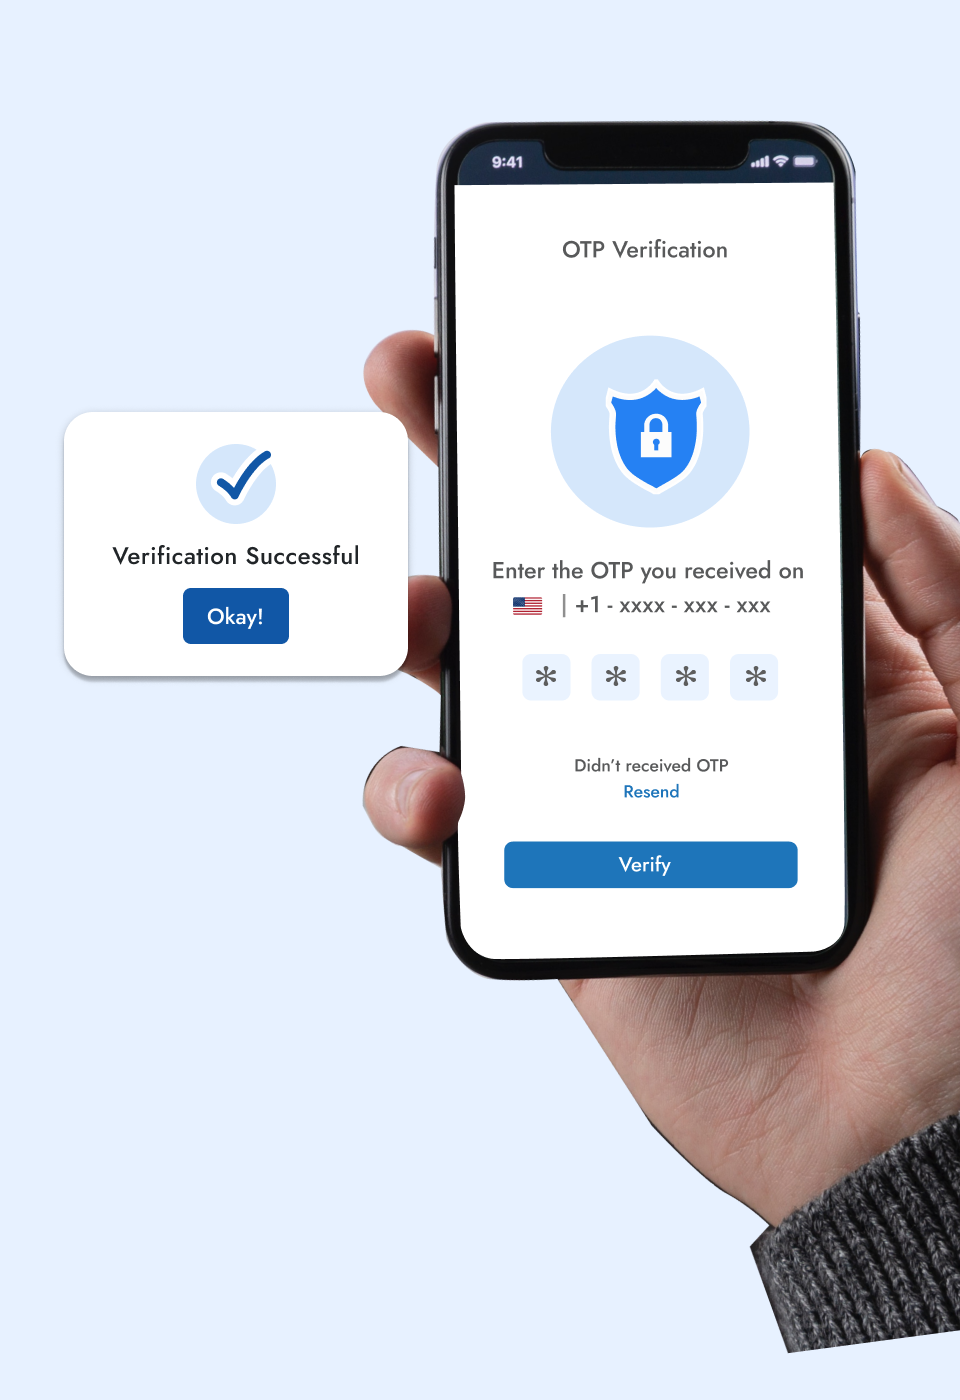 9:41
OTP Verification
Enter the OTP you received on
| +1 - xxxx - xxx - xxx
* * * *
Didn't received OTP
Resend
Verify
Verification Successful
Okay!